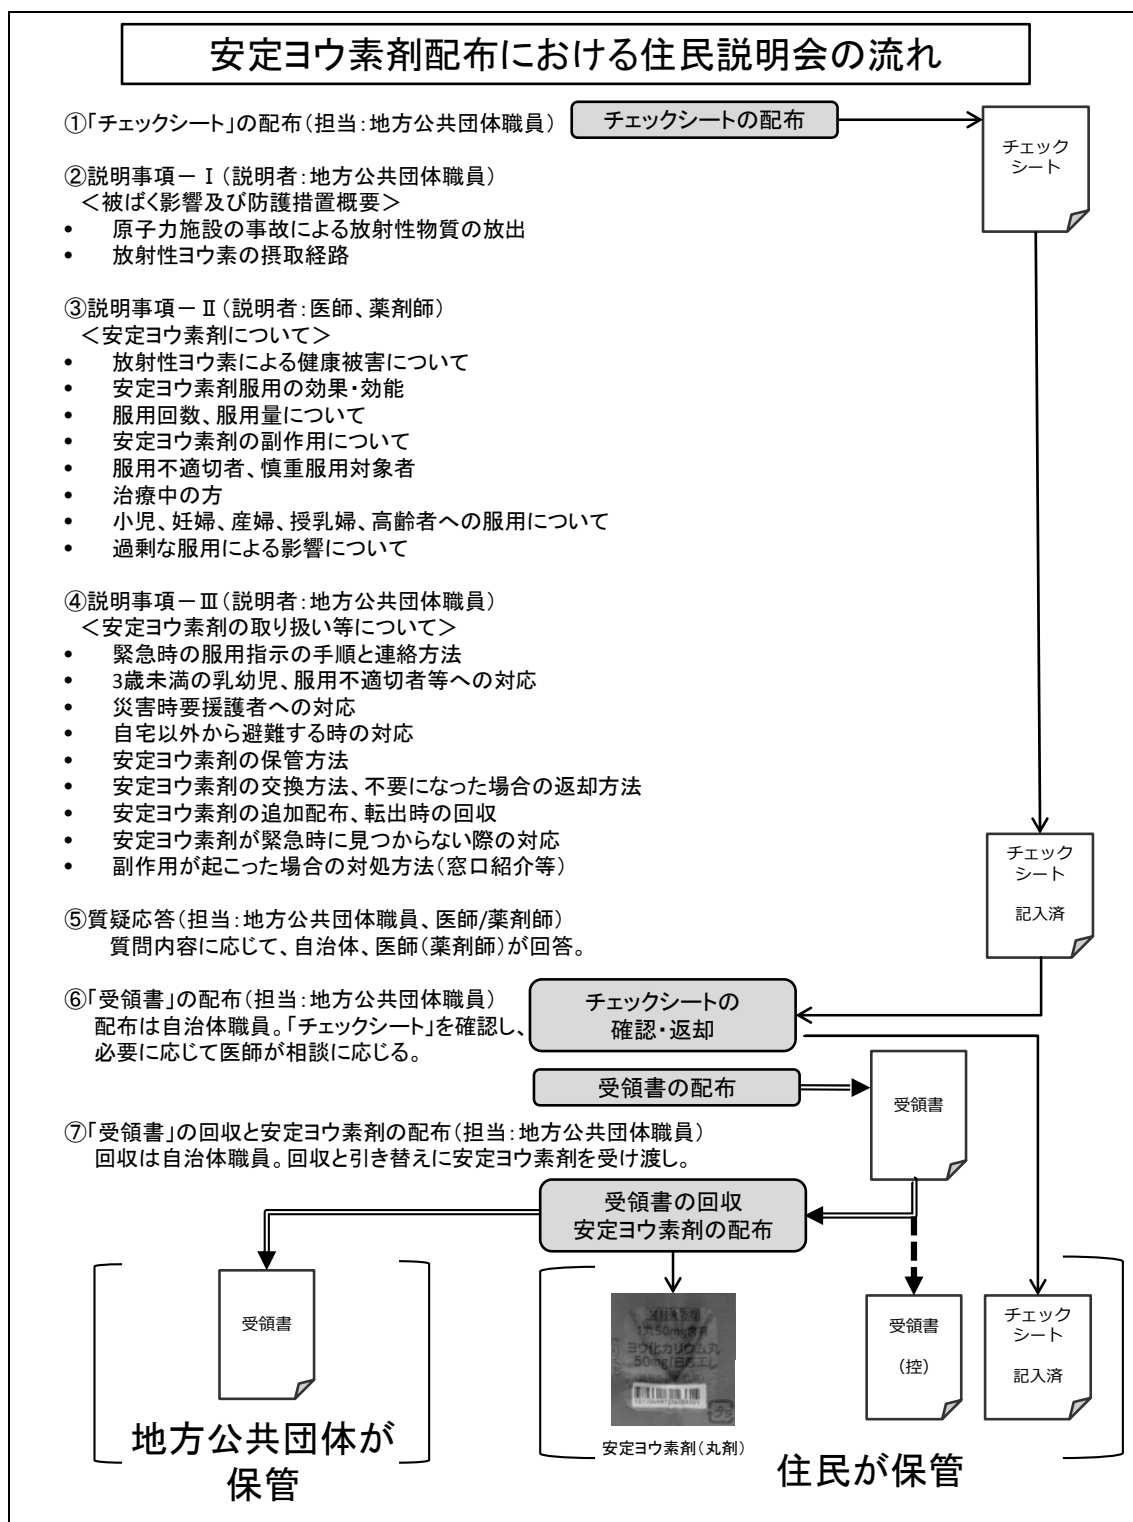 安定ヨウ素剤配布における住民説明会の流れ
①「チェックシート」の配布(担当:地方公共団体職員)
チェックシートの配布
チェック
シート
②説明事項-Ⅰ(説明者:地方公共団体職員)
<被ばく影響及び防護措置概要>
• 原子力施設の事故による放射性物質の放出
• 放射性ヨウ素の摂取経路
③説明事項-Ⅱ(説明者:医師、薬剤師)
<安定ヨウ素剤について>
• 放射性ヨウ素による健康被害について
• 安定ヨウ素剤服用の効果・効能
• 服用回数、服用量について
• 安定ヨウ素剤の副作用について
• 服用不適切者、慎重服用対象者
• 治療中の方
• 小児、妊婦、産婦、授乳婦、高齢者への服用について
• 過剰な服用による影響について
④説明事項-Ⅲ(説明者:地方公共団体職員)
<安定ヨウ素剤の取り扱い等について>
• 緊急時の服用指示の手順と連絡方法
• 3歳未満の乳幼児、服用不適切者等への対応
• 災害時要援護者への対応
• 自宅以外から避難する時の対応
• 安定ヨウ素剤の保管方法
• 安定ヨウ素剤の交換方法、不要になった場合の返却方法
• 安定ヨウ素剤の追加配布、転出時の回収
• 安定ヨウ素剤が緊急時に見つからない際の対応
• 副作用が起こった場合の対処方法(窓口紹介等)
チェック
シート
記入済
⑤質疑応答(担当:地方公共団体職員、医師/薬剤師)
質問内容に応じて、自治体、医師(薬剤師)が回答。
⑥「受領書」の配布(担当:地方公共団体職員)
配布は自治体職員。「チェックシート」を確認し、
必要に応じて医師が相談に応じる。
チェックシートの
確認・返却
受領書の配布
受領書
⑦「受領書」の回収と安定ヨウ素剤の配布(担当:地方公共団体職員)
回収は自治体職員。回収と引き替えに安定ヨウ素剤を受け渡し。
受領書の回収
安定ヨウ素剤の配布
受領書
1丸50mg含有
ヨウ化カリウム丸
50mg「日医工」
安定ヨウ素剤(丸剤)
受領書
(控)
チェック
シート
記入済
地方公共団体が
保管
住民が保管